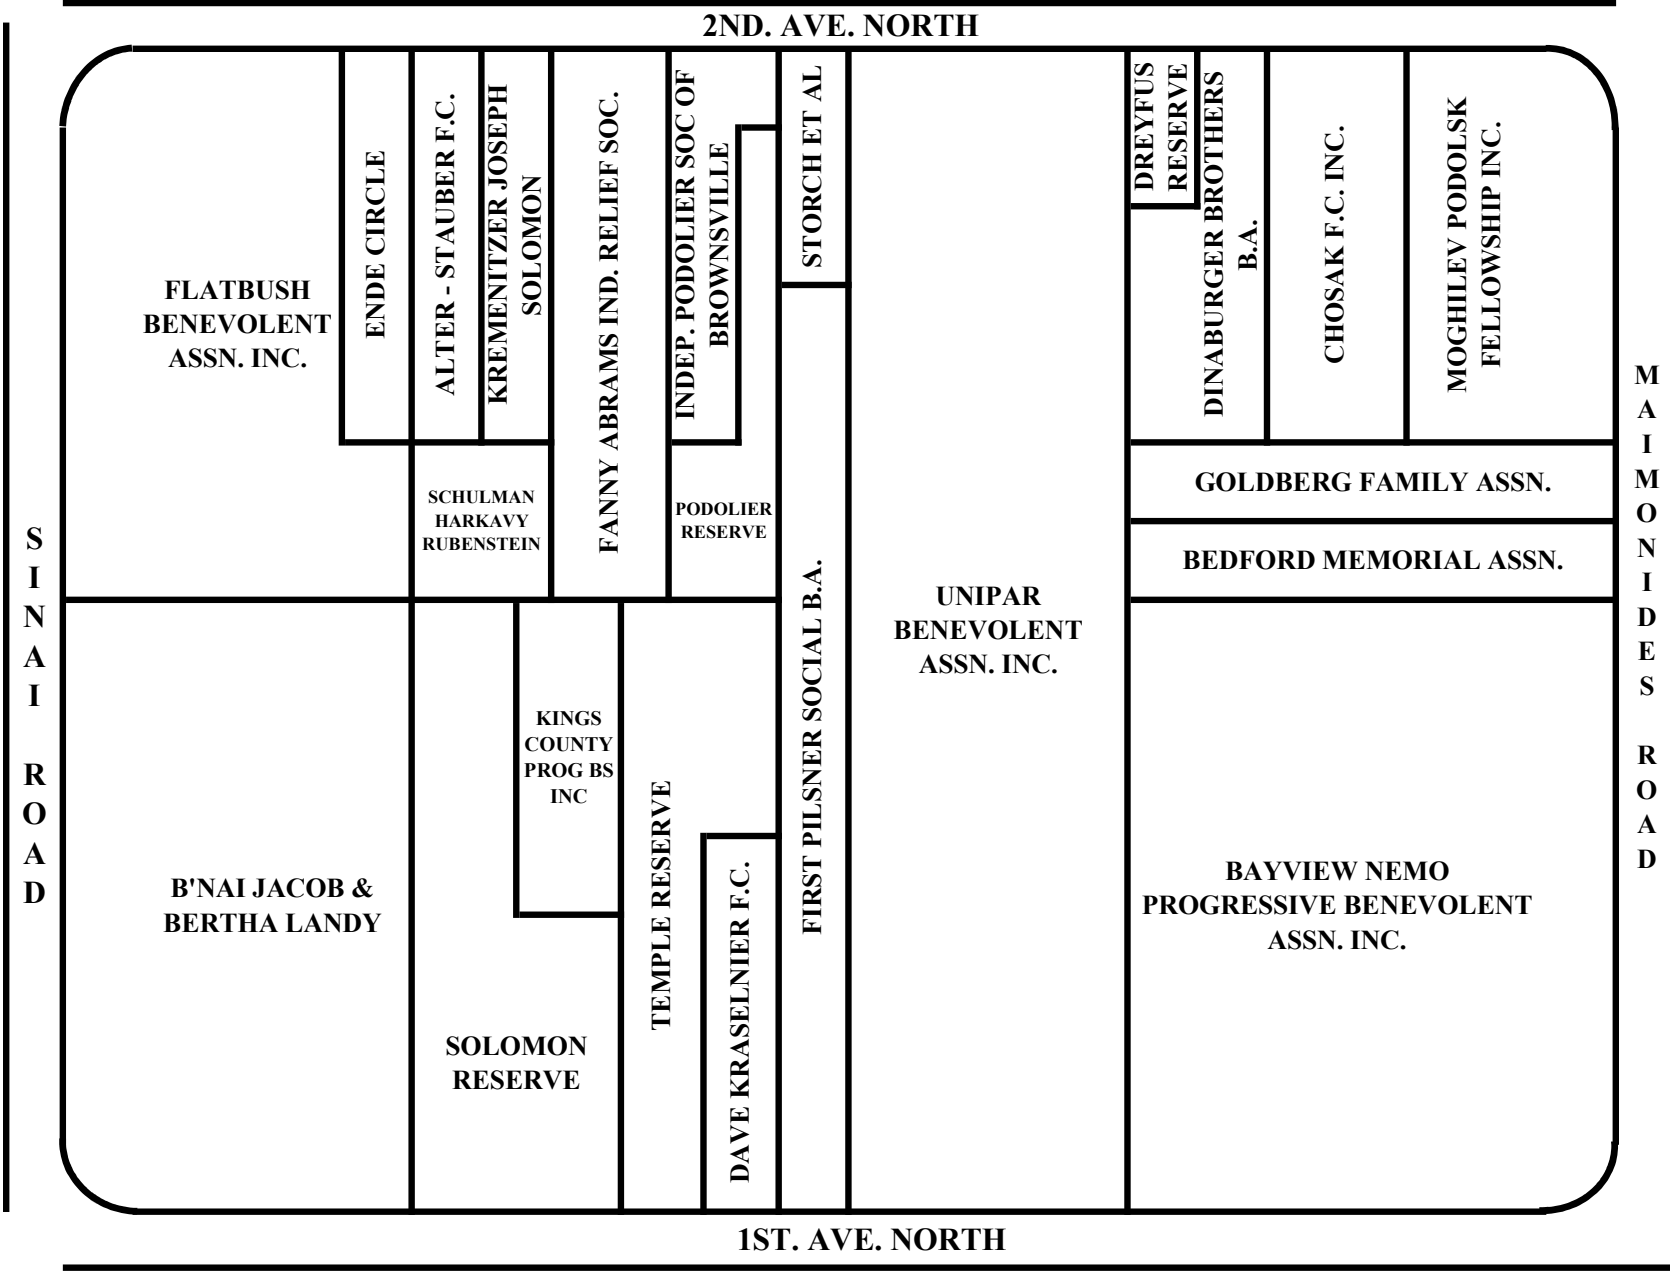 2ND. AVE. NORTH
FLATBUSH
BENEVOLENT
ASSN. INC.
ENDE CIRCLE
ALTER - STAUBER F.C.
KREMENITZER JOSEPH
SOLOMON
FANNY ABRAMS IND. RELIEF SOC.
INDEP. PODOLIER SOC OF
BROWNSVILLE
STORCH ET AL
DREYFUS
RESERVE
DINABURGER BROTHERS
B.A.
CHOSAK F.C. INC.
MOGHILEV PODOLSK
FELLOWSHIP INC.
SCHULMAN
HARKAVY
RUBENSTEIN
PODOLIER
RESERVE
GOLDBERG FAMILY ASSN.
BEDFORD MEMORIAL ASSN.
SINAI ROAD
MAIMONIDES ROAD
B'NAI JACOB &
BERTHA LANDY
KINGS
COUNTY
PROG BS
INC
SOLOMON
RESERVE
TEMPLE RESERVE
DAVE KRASELNIER F.C.
FIRST PILSNER SOCIAL B.A.
UNIPAR
BENEVOLENT
ASSN. INC.
BAYVIEW NEMO
PROGRESSIVE BENEVOLENT
ASSN. INC.
1ST. AVE. NORTH